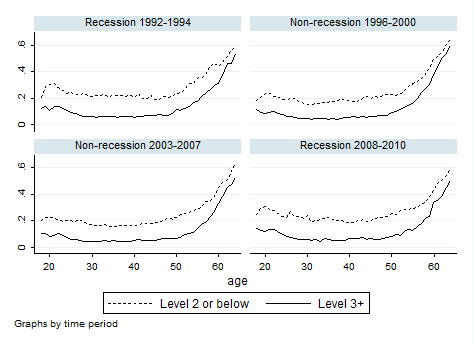 Recession 1992-1994
Non-recession 1996-2000
.6
.4
.2
0
Non-recession 2003-2007
Recession 2008-2010
.6
.4
.2
0
20 30 40 50 60 20 30 40 50 60
age
Level 2 or below Level 3+
Graphs by time period